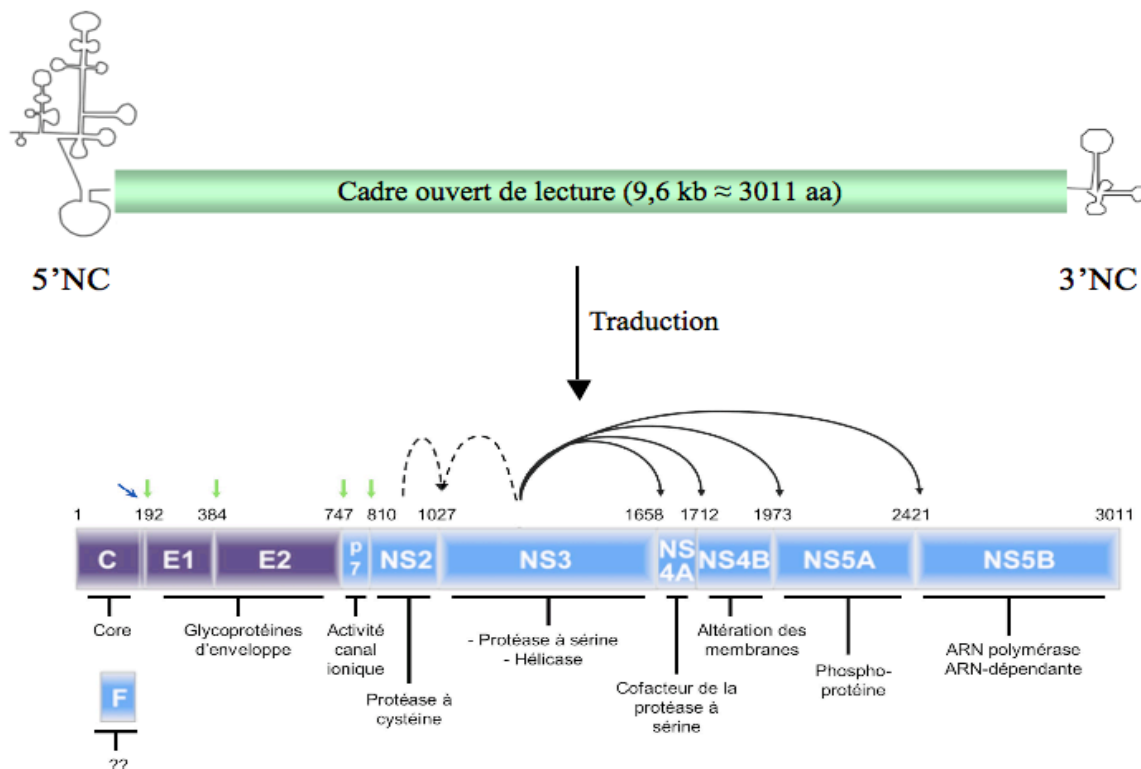 Cadre ouvert de lecture (9,6 kb ≈ 3011 aa)
5’NC
3’NC
Traduction
1 192 384 747 810 1027 1658 1712 1973 2421 3011
C E1 E2 p7 NS2 NS3 NS4A NS4B NS5A NS5B
Core
Glycoprotéines
d’enveloppe
Activité
canal
ionique
Protéase à
cystéine
- Protéase à sérine
- Hélicase
Cofacteur de la
protéase à
sérine
Altération des
membranes
Phospho-
protéine
ARN polymérase
ARN-dépendante
F
??